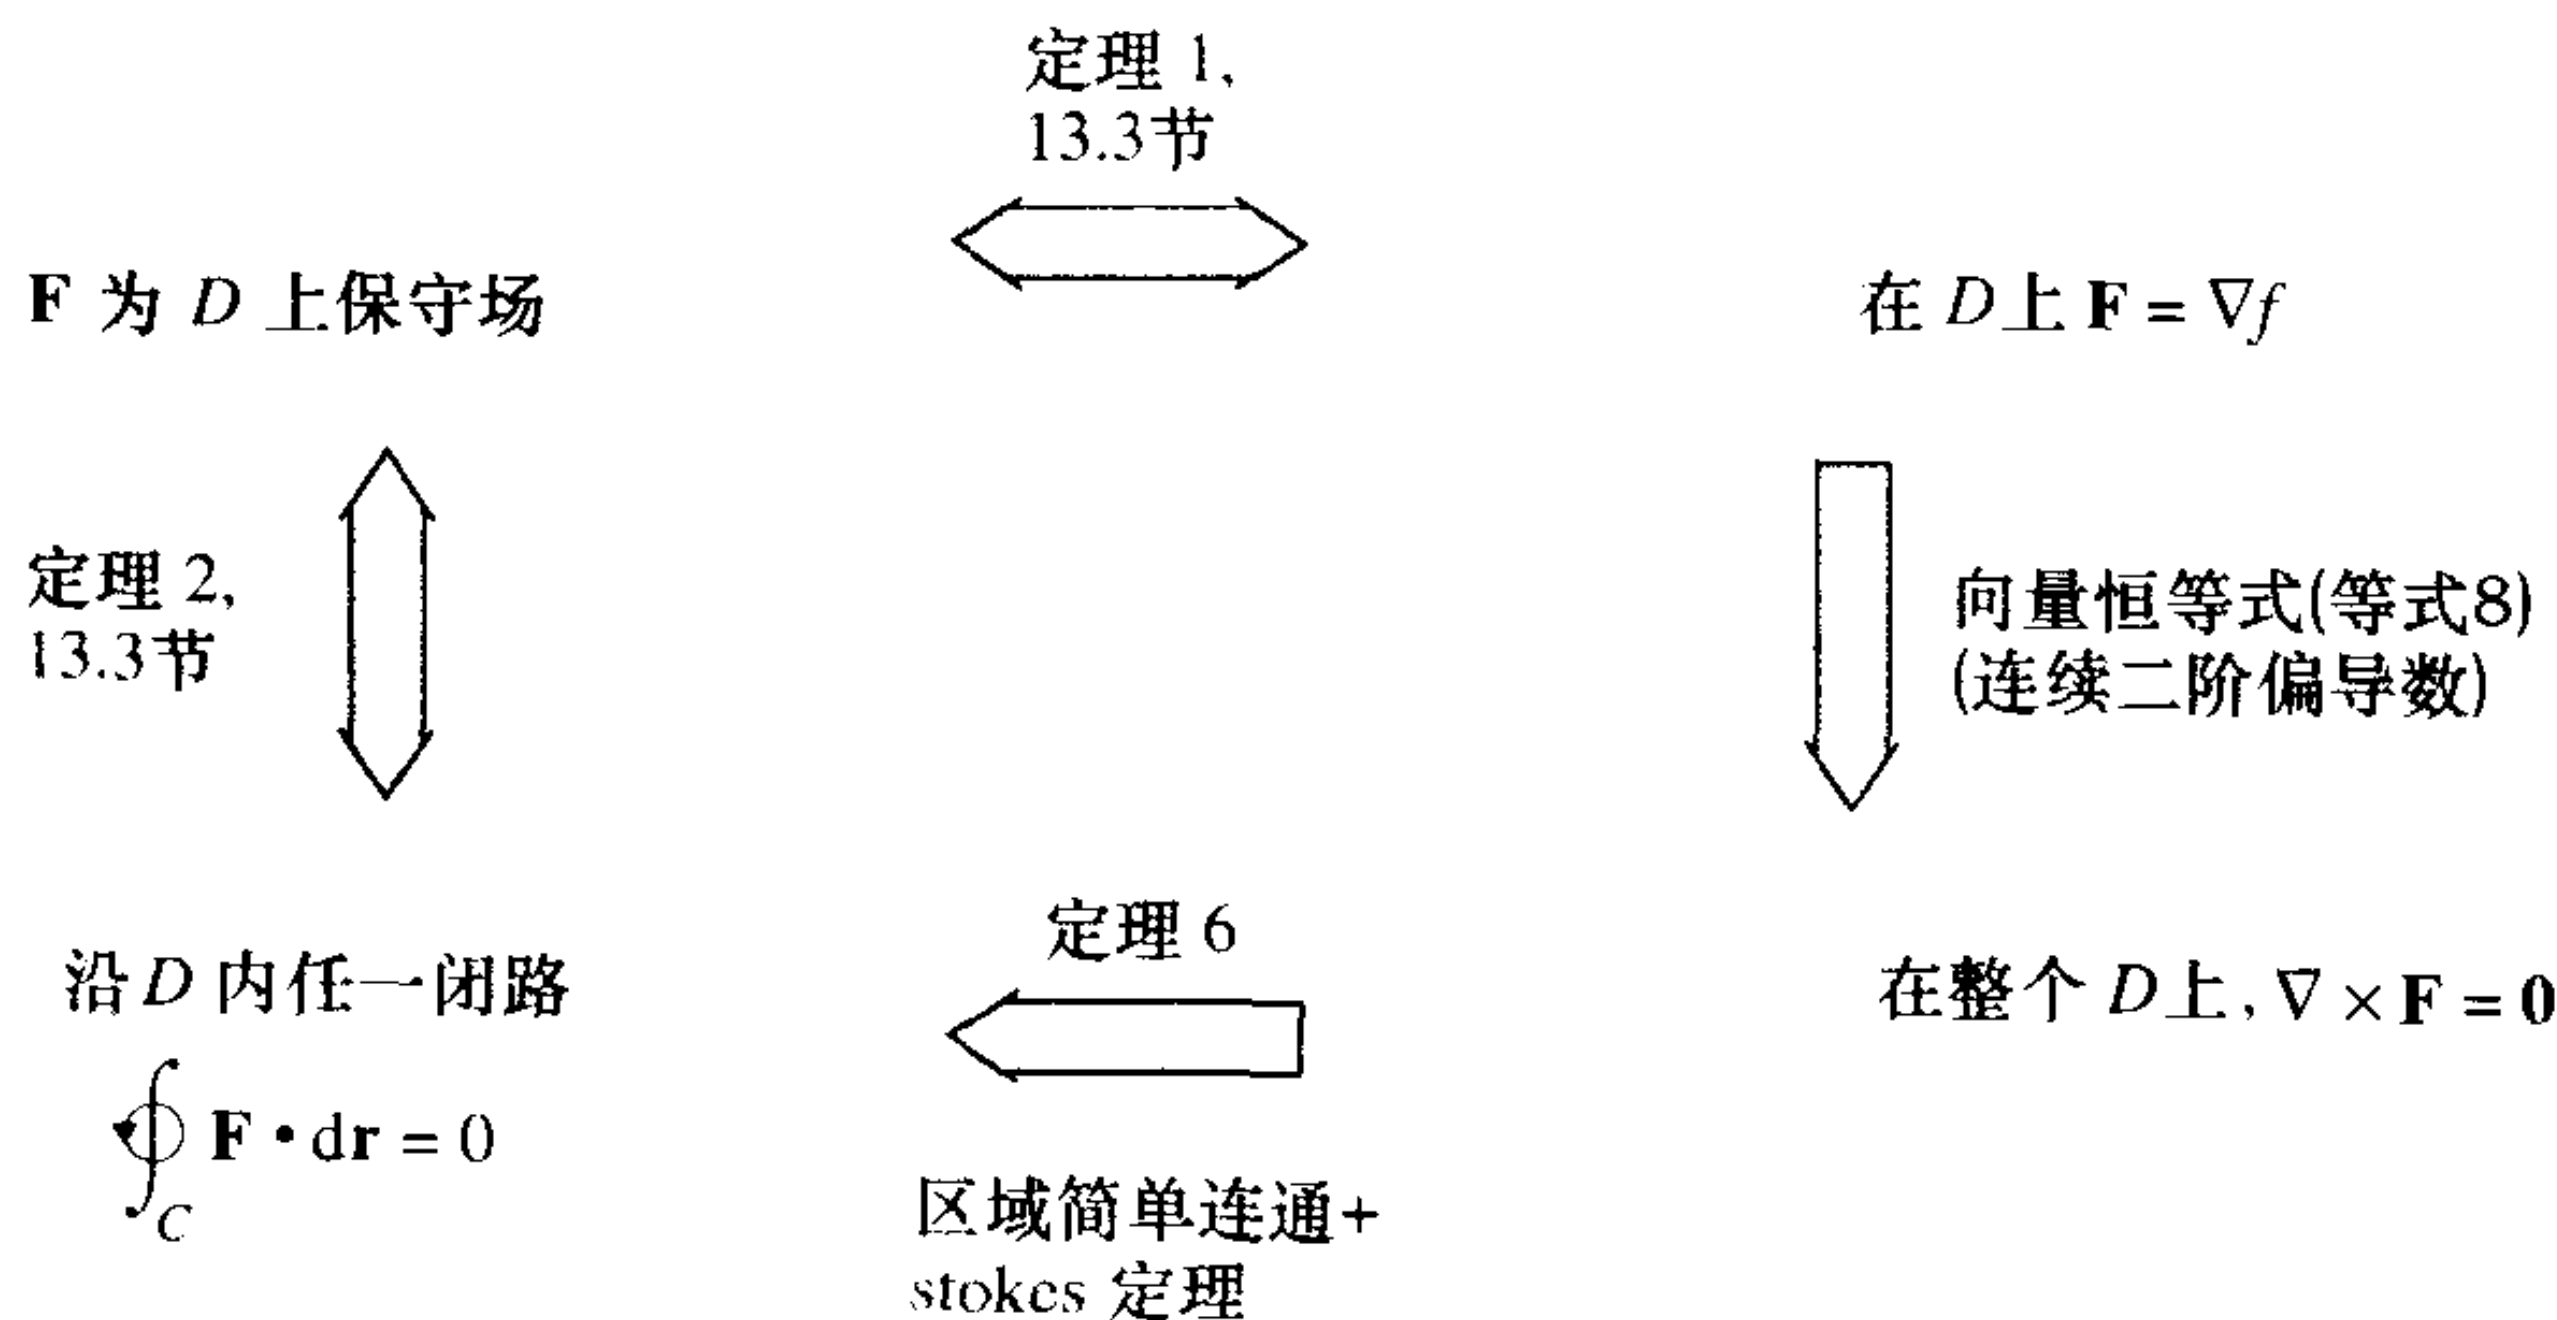 定理 1,
13.3节
F 为 D 上保守场
在 D上 F = ∇f
定理 2,
13.3节
向量恒等式(等式8)
(连续二阶偏导数)
定理 6
沿D 内任一闭路
在整个 D上, ∇ × F = 0
∮C F • dr = 0
区域简单连通+
stokes 定理